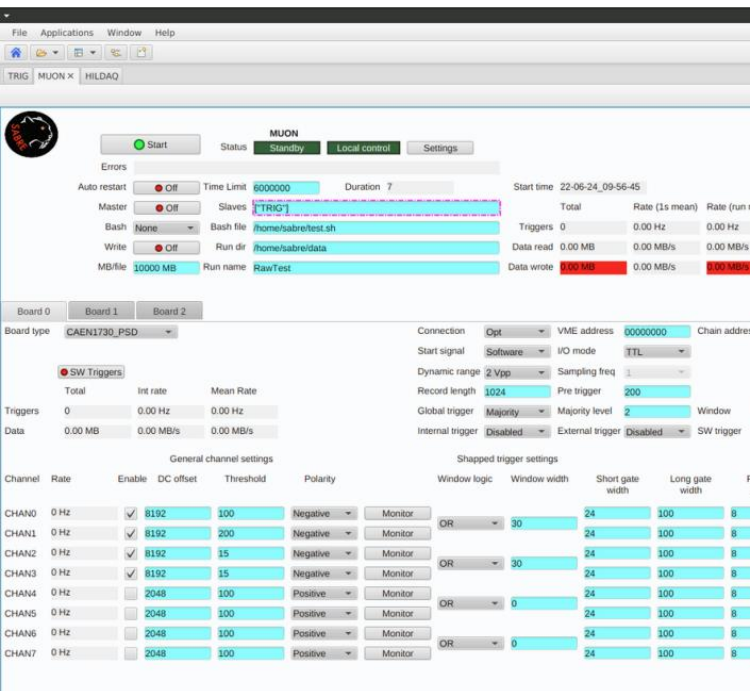 File Applications Window Help
TRIG MUON × HILDAQ
SABRE
MUON
Start Status Standby Local control Settings
Errors
Auto restart Off Time Limit 6000000 Duration 7 Start time 22-06-24_09-56-45
Master Off Slaves ["TRIG"] Total Rate (1s mean) Rate (run
Bash None Bash file /home/sabre/test.sh Triggers 0 0.00 Hz 0.00 Hz
Write Off Run dir /home/sabre/data Data read 0.00 MB 0.00 MB/s 0.00 MB/s
MB/file 10000 MB Run name RawTest Data wrote 0.00 MB 0.00 MB/s 0.00 MB/s
Board 0 Board 1 Board 2
Board type CAEN1730_PSD Connection Opt VME address 00000000 Chain addres
Start signal Software I/O mode TTL
SW Triggers Dynamic range 2 Vpp Sampling freq 1
Total Int rate Mean Rate Record length 1024 Pre trigger 200
Triggers 0 0.00 Hz 0.00 Hz Global trigger Majority Majority level 2 Window
Data 0.00 MB 0.00 MB/s 0.00 MB/s Internal trigger Disabled External trigger Disabled SW trigger
General channel settings Shapped trigger settings
Channel Rate Enable DC offset Threshold Polarity Window logic Window width Short gate width Long gate width
CHAN0 0 Hz 8192 100 Negative Monitor OR 30 24 100 8
CHAN1 0 Hz 8192 200 Negative Monitor 24 100 8
CHAN2 0 Hz 8192 15 Negative Monitor OR 30 24 100 8
CHAN3 0 Hz 8192 15 Negative Monitor 24 100 8
CHAN4 0 Hz 2048 100 Positive Monitor OR 0 24 100 8
CHAN5 0 Hz 2048 100 Positive Monitor 24 100 8
CHAN6 0 Hz 2048 100 Positive Monitor OR 0 24 100 8
CHAN7 0 Hz 2048 100 Positive Monitor 24 100 8